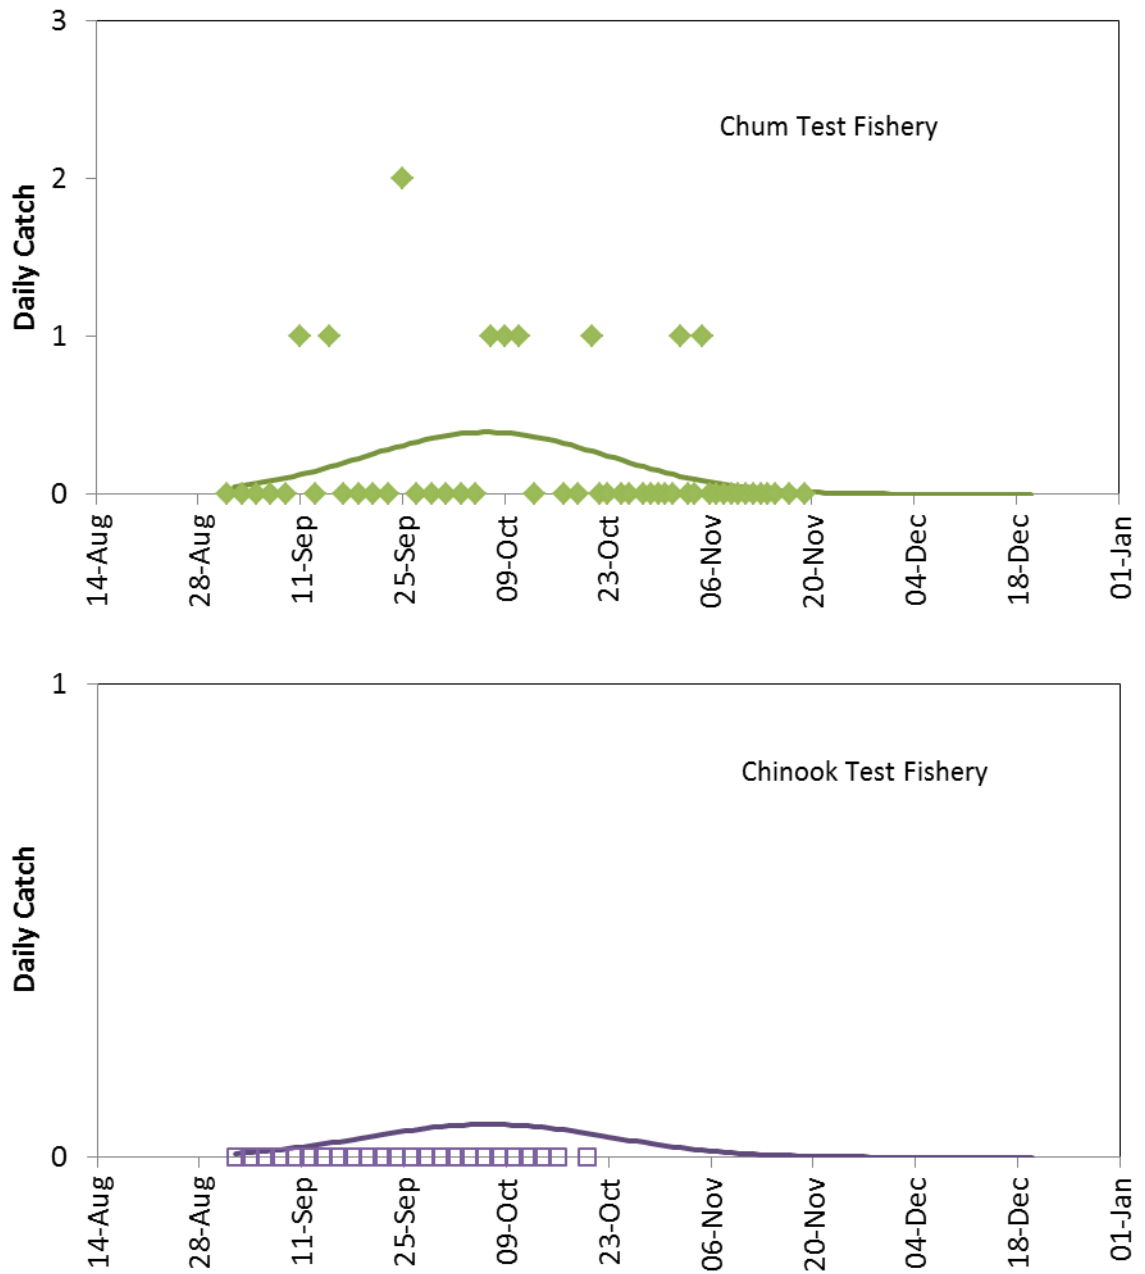 3
Chum Test Fishery
2
Daily Catch
1
0
14-Aug
28-Aug
11-Sep
25-Sep
09-Oct
23-Oct
06-Nov
20-Nov
04-Dec
18-Dec
01-Jan
1
Chinook Test Fishery
Daily Catch
0
14-Aug
28-Aug
11-Sep
25-Sep
09-Oct
23-Oct
06-Nov
20-Nov
04-Dec
18-Dec
01-Jan